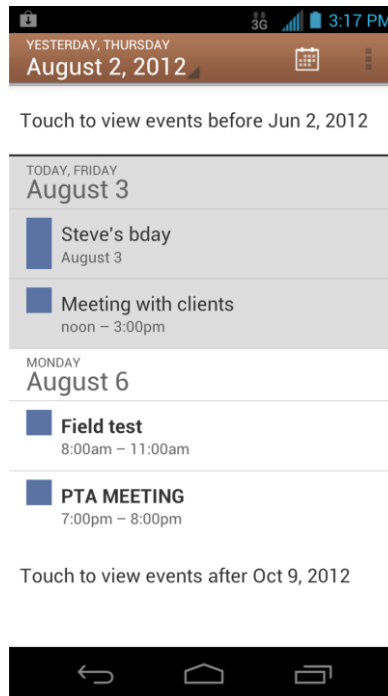 3G
3:17 PM
YESTERDAY, THURSDAY
August 2, 2012
Touch to view events before Jun 2, 2012
TODAY, FRIDAY
August 3
Steve's bday
August 3
Meeting with clients
noon – 3:00pm
MONDAY
August 6
Field test
8:00am – 11:00am
PTA MEETING
7:00pm – 8:00pm
Touch to view events after Oct 9, 2012